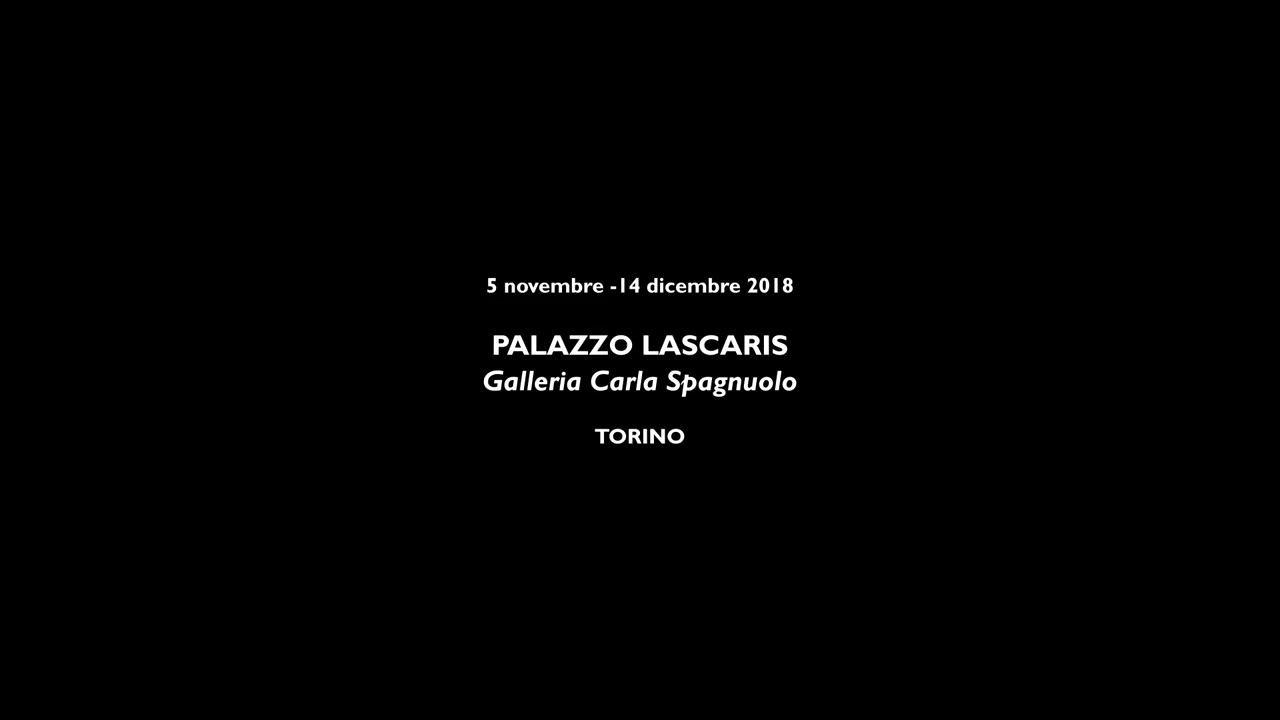 5 novembre -14 dicembre 2018
PALAZZO LASCARIS
Galleria Carla Spagnuolo
TORINO